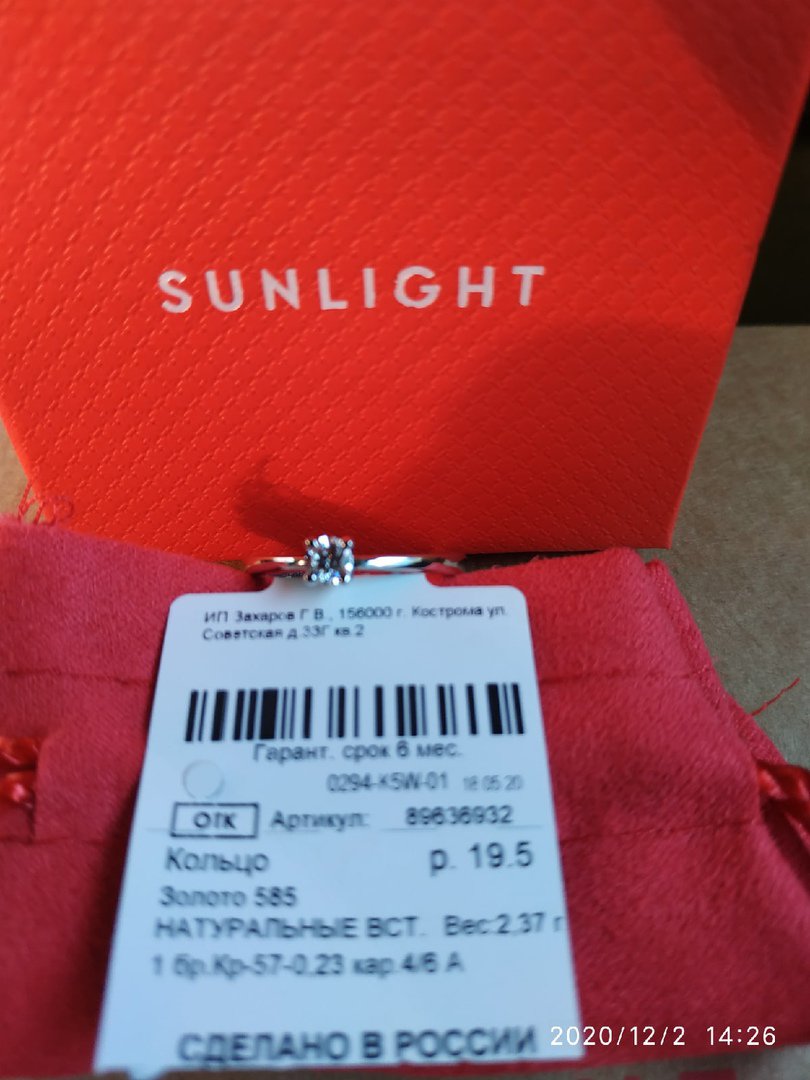 SUNLIGHT
ИП Захаров Г В., 156000 г. Кострома ул.
Советская д.33Г кв.2
Гарант. срок 6 мес.
0294-К5W-01 18.05.20
ОТК Артикул: 89636932
Кольцо р. 19.5
Золото 585
НАТУРАЛЬНЫЕ ВСТ. Вес:2,37 г
1 бр.Кр-57-0,23 кар.4/6 А
СДЕЛАНО В РОССИИ
2020/12/2 14:26